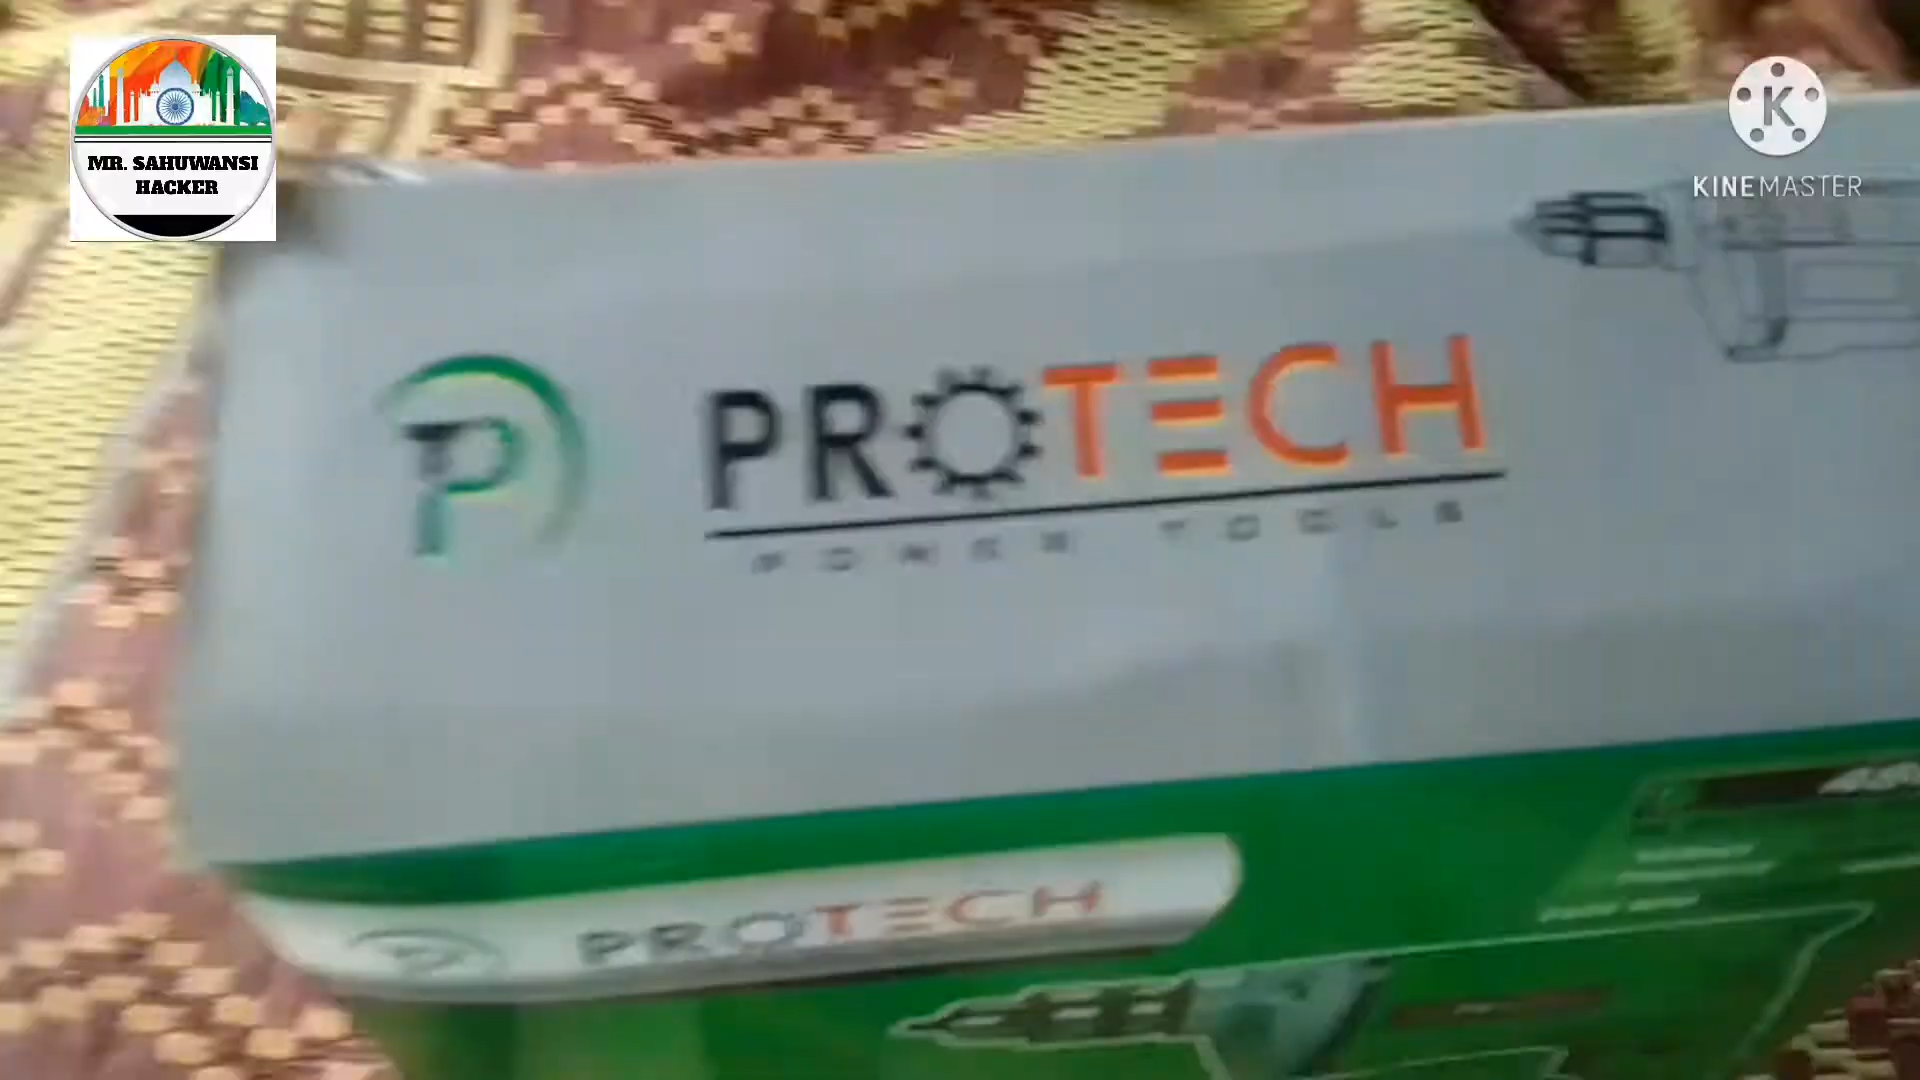 MR. SAHUWANSI
HACKER
K
KINEMASTER
PROTECH
POWER TOOLS
PROTECH